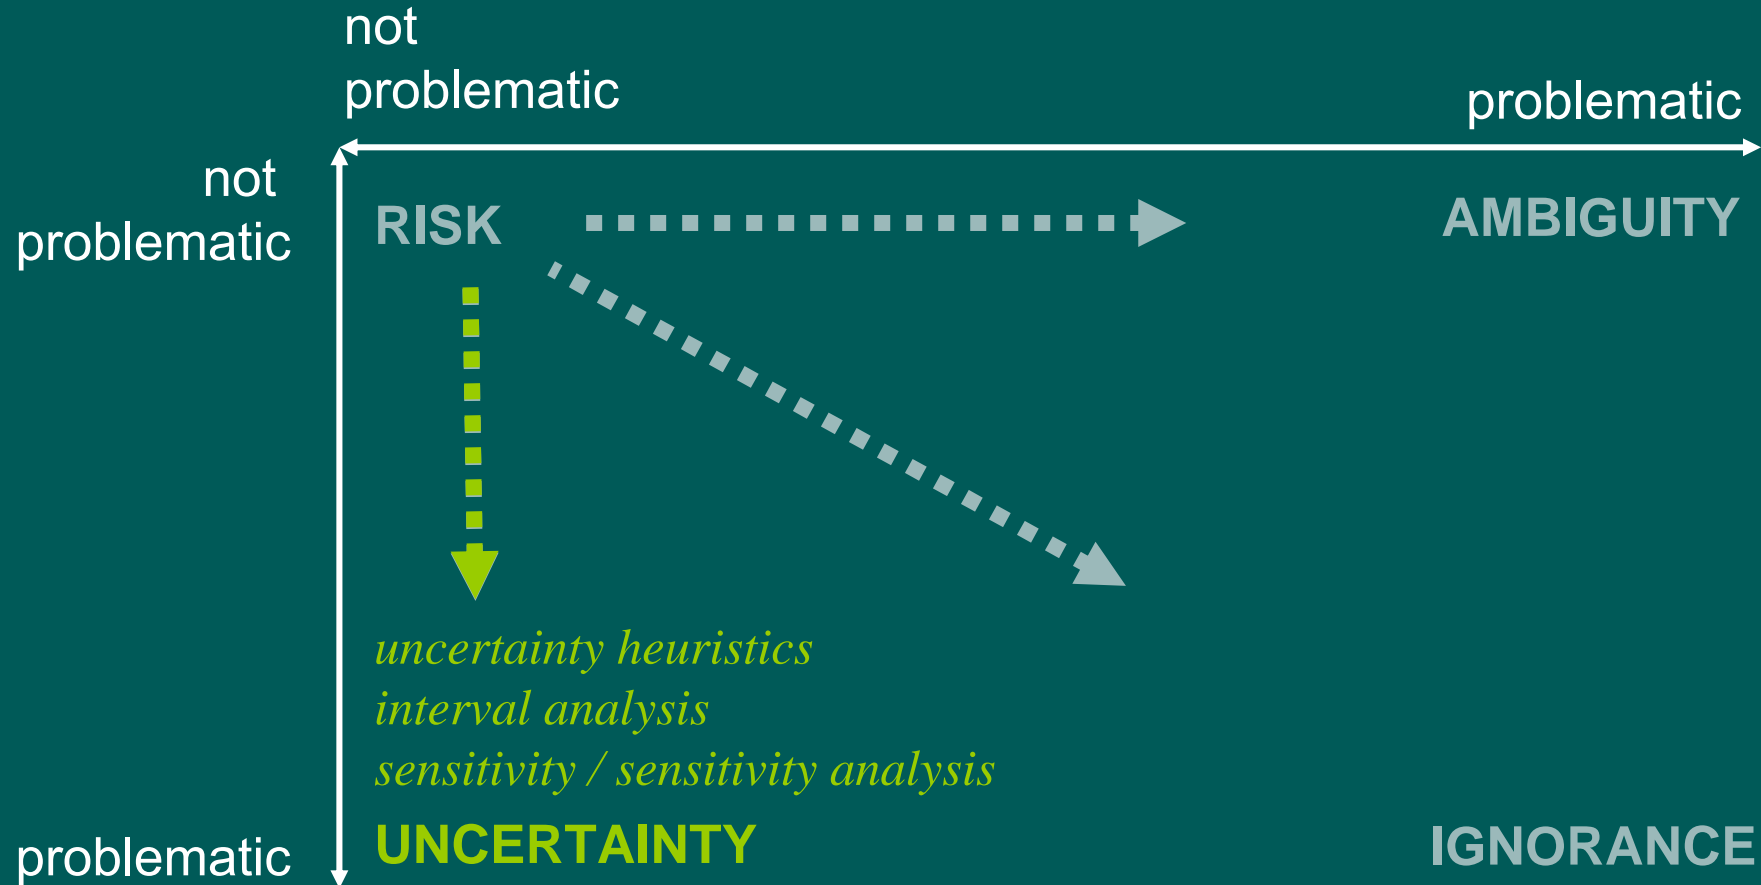 not
problematic
problematic
not
problematic
RISK
AMBIGUITY
uncertainty heuristics
interval analysis
sensitivity / sensitivity analysis
UNCERTAINTY
problematic
IGNORANCE